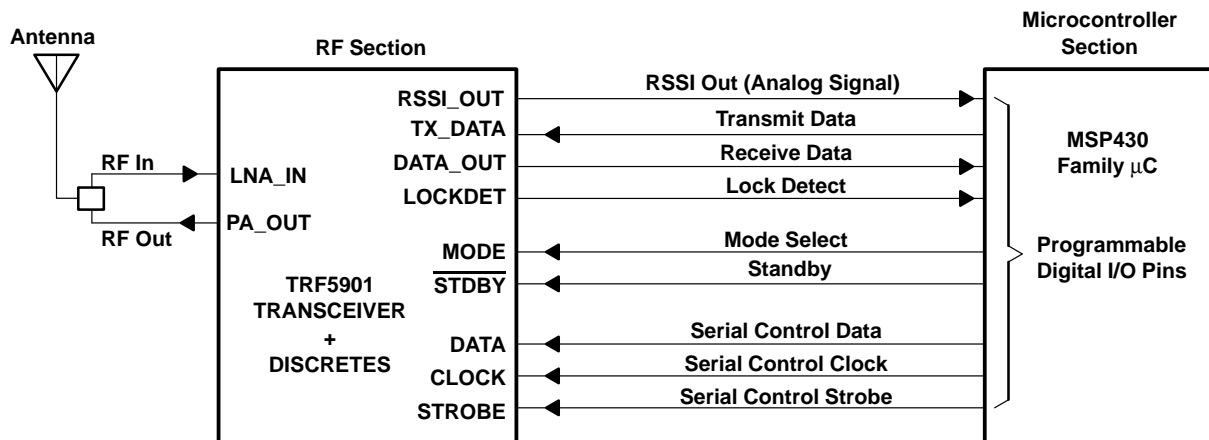 Antenna
RF In
RF Out
RF Section
LNA_IN
PA_OUT
TRF5901
TRANSCEIVER
+
DISCRETES
RSSI_OUT
TX_DATA
DATA_OUT
LOCKDET
MODE
STDBY
DATA
CLOCK
STROBE
RSSI Out (Analog Signal)
Transmit Data
Receive Data
Lock Detect
Mode Select
Standby
Serial Control Data
Serial Control Clock
Serial Control Strobe
Microcontroller
Section
MSP430
Family μC
Programmable
Digital I/O Pins